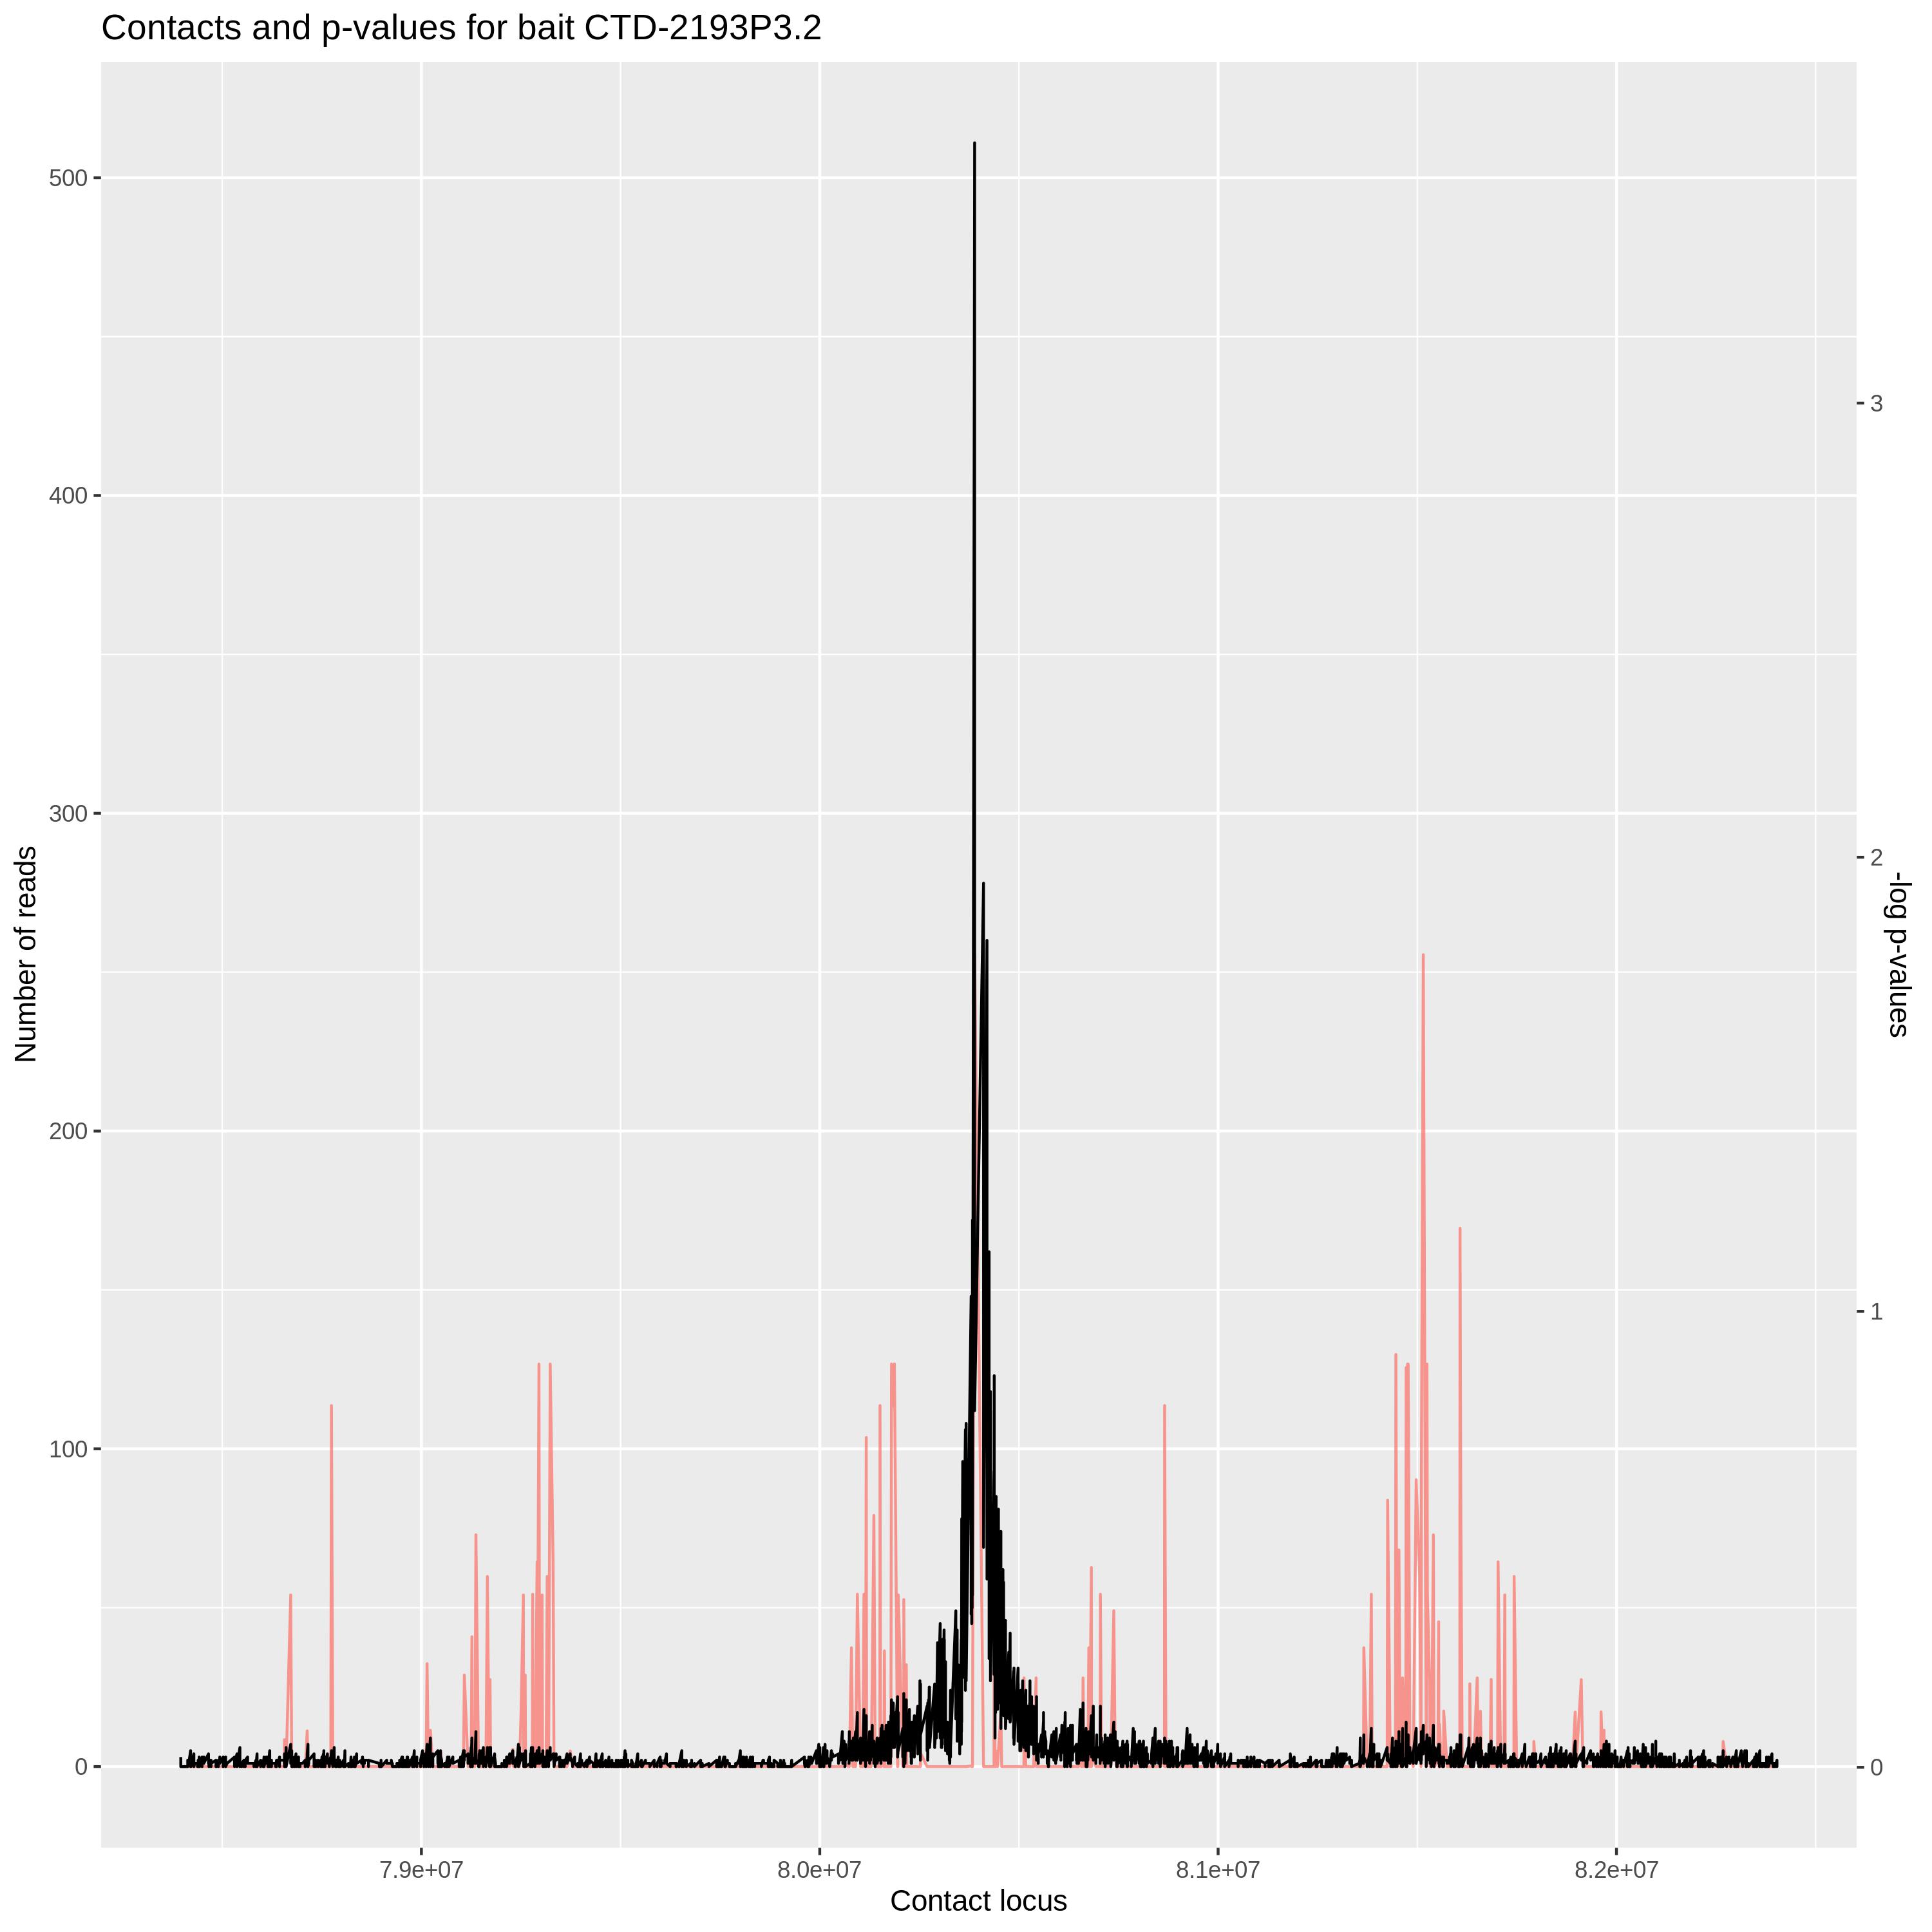 Contacts and p-values for bait CTD-2193P3.2
500
400
300
200
100
0
Number of reads
3
2
1
0
-log p-values
7.9e+07 8.0e+07 8.1e+07 8.2e+07
Contact locus